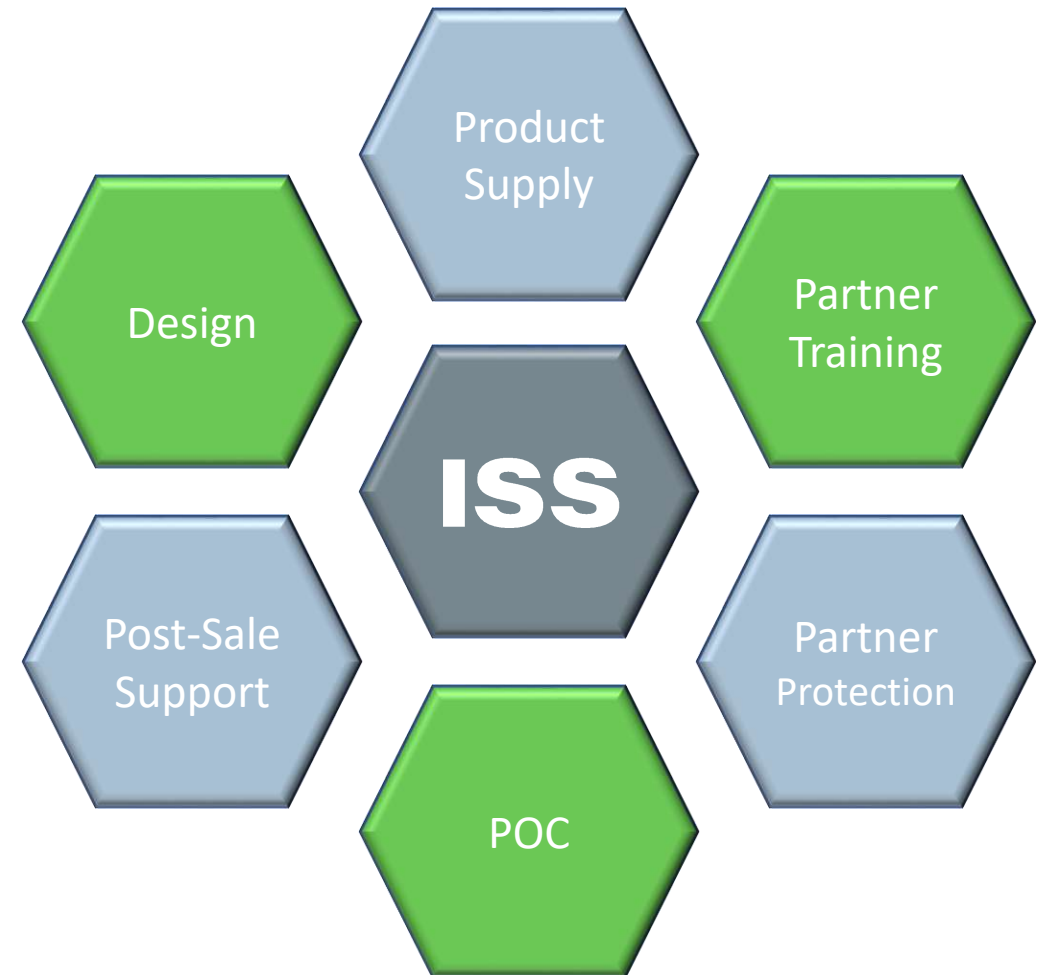 Product
Supply
Design
Partner
Training
ISS
Post-Sale
Support
Partner
Protection
POC